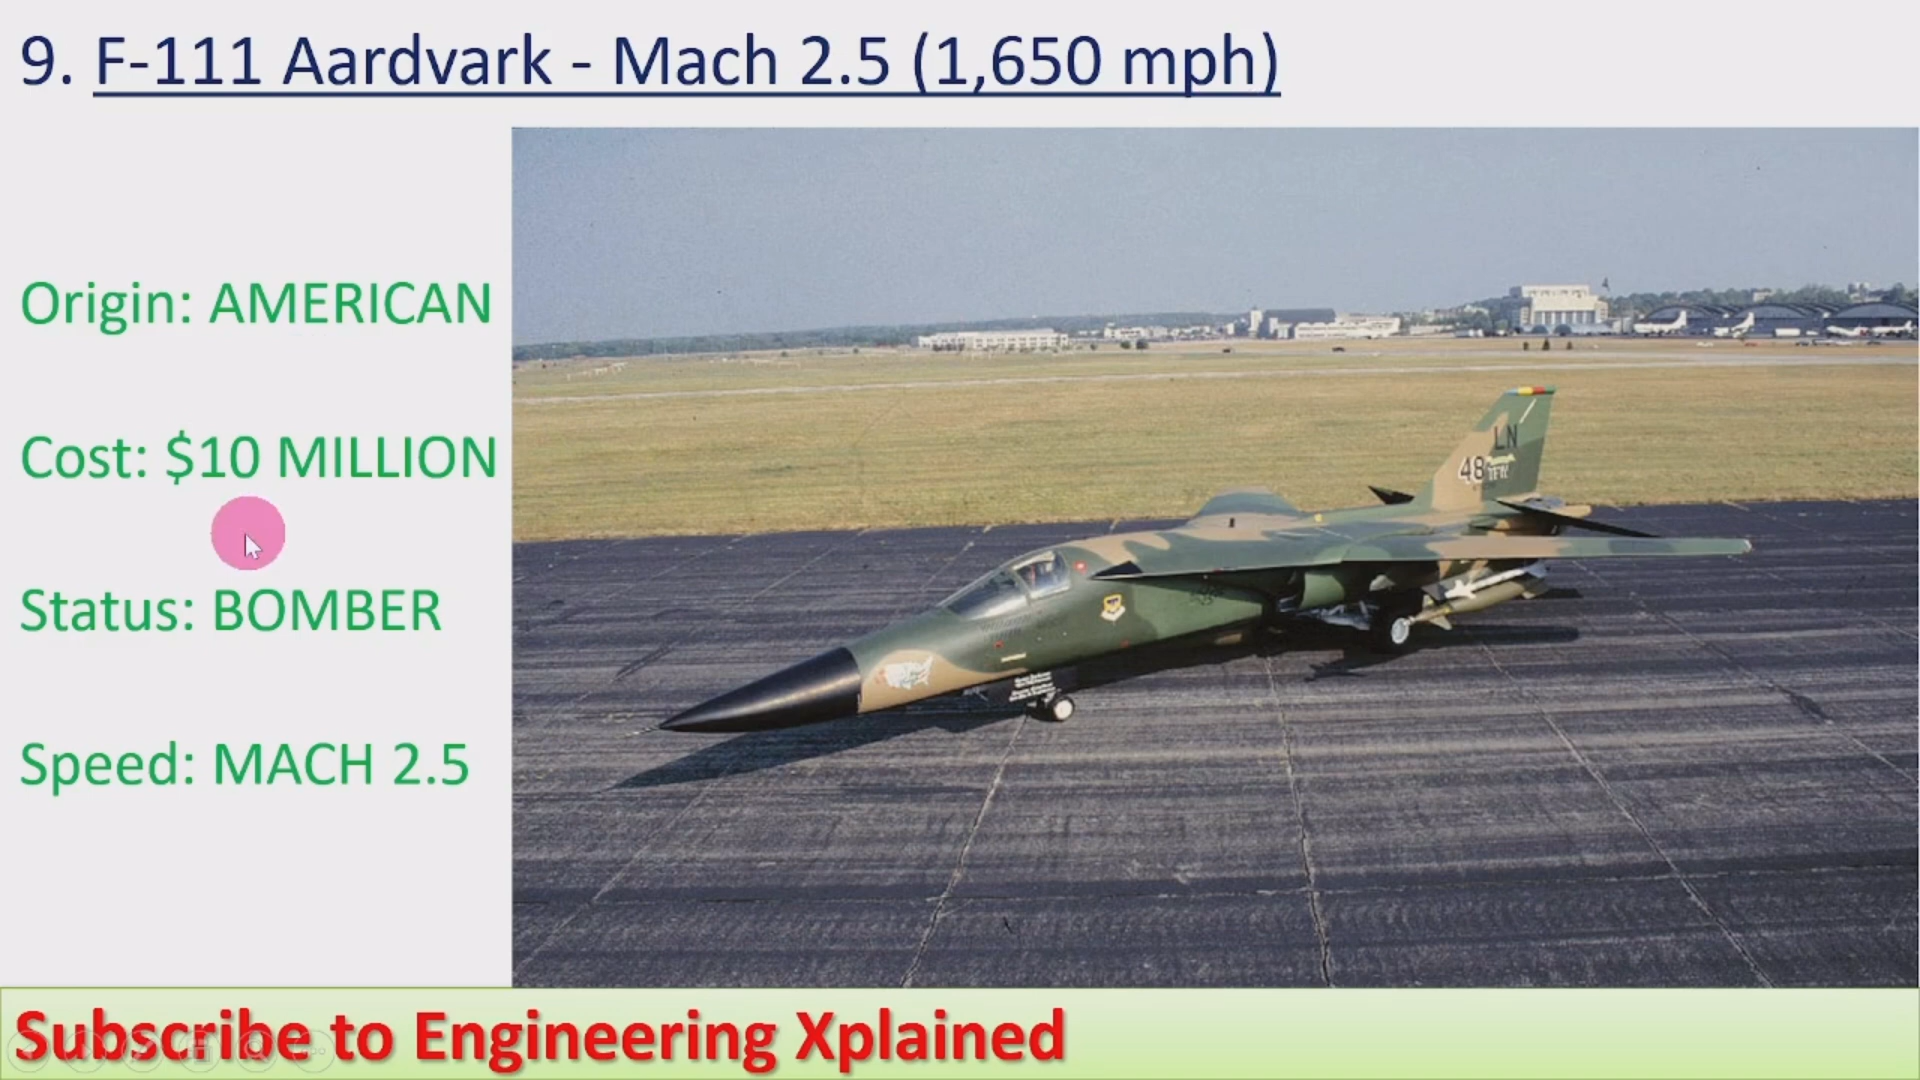 9. F-111 Aardvark - Mach 2.5 (1,650 mph)
Origin: AMERICAN
Cost: $10 MILLION
Status: BOMBER
Speed: MACH 2.5
LN
48
Subscribe to Engineering Xplained